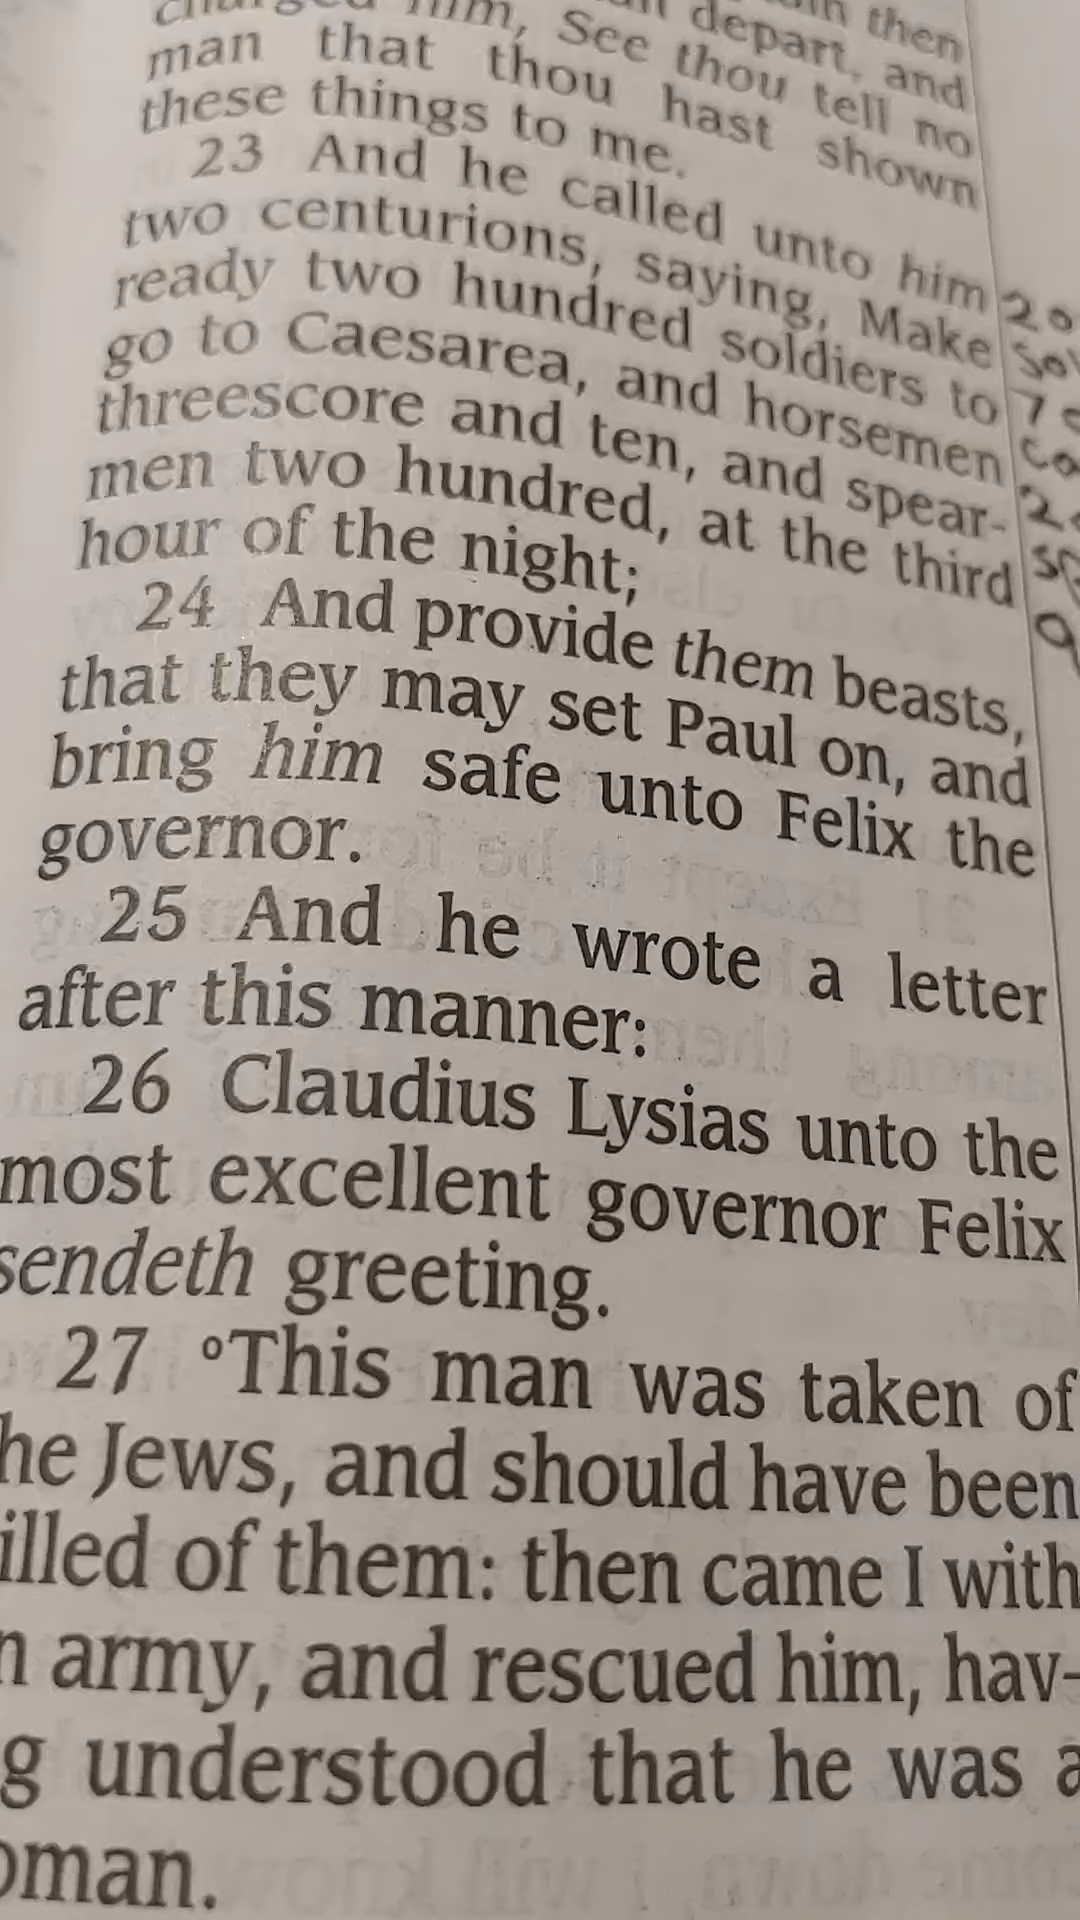 then
depart, and
him, See thou tell no
man that thou hast shown
these things to me.
23 And he called unto him
two centurions, saying, Make
ready two hundred soldiers to
go to Caesarea, and horsemen
threescore and ten, and spear-
men two hundred, at the third
hour of the night;
24 And provide them beasts,
that they may set Paul on, and
bring him safe unto Felix the
governor.
25 And he wrote a letter
after this manner:
26 Claudius Lysias unto the
most excellent governor Felix
sendeth greeting.
27 °This man was taken of
he Jews, and should have been
illed of them: then came I with
n army, and rescued him, hav-
g understood that he was a
oman.